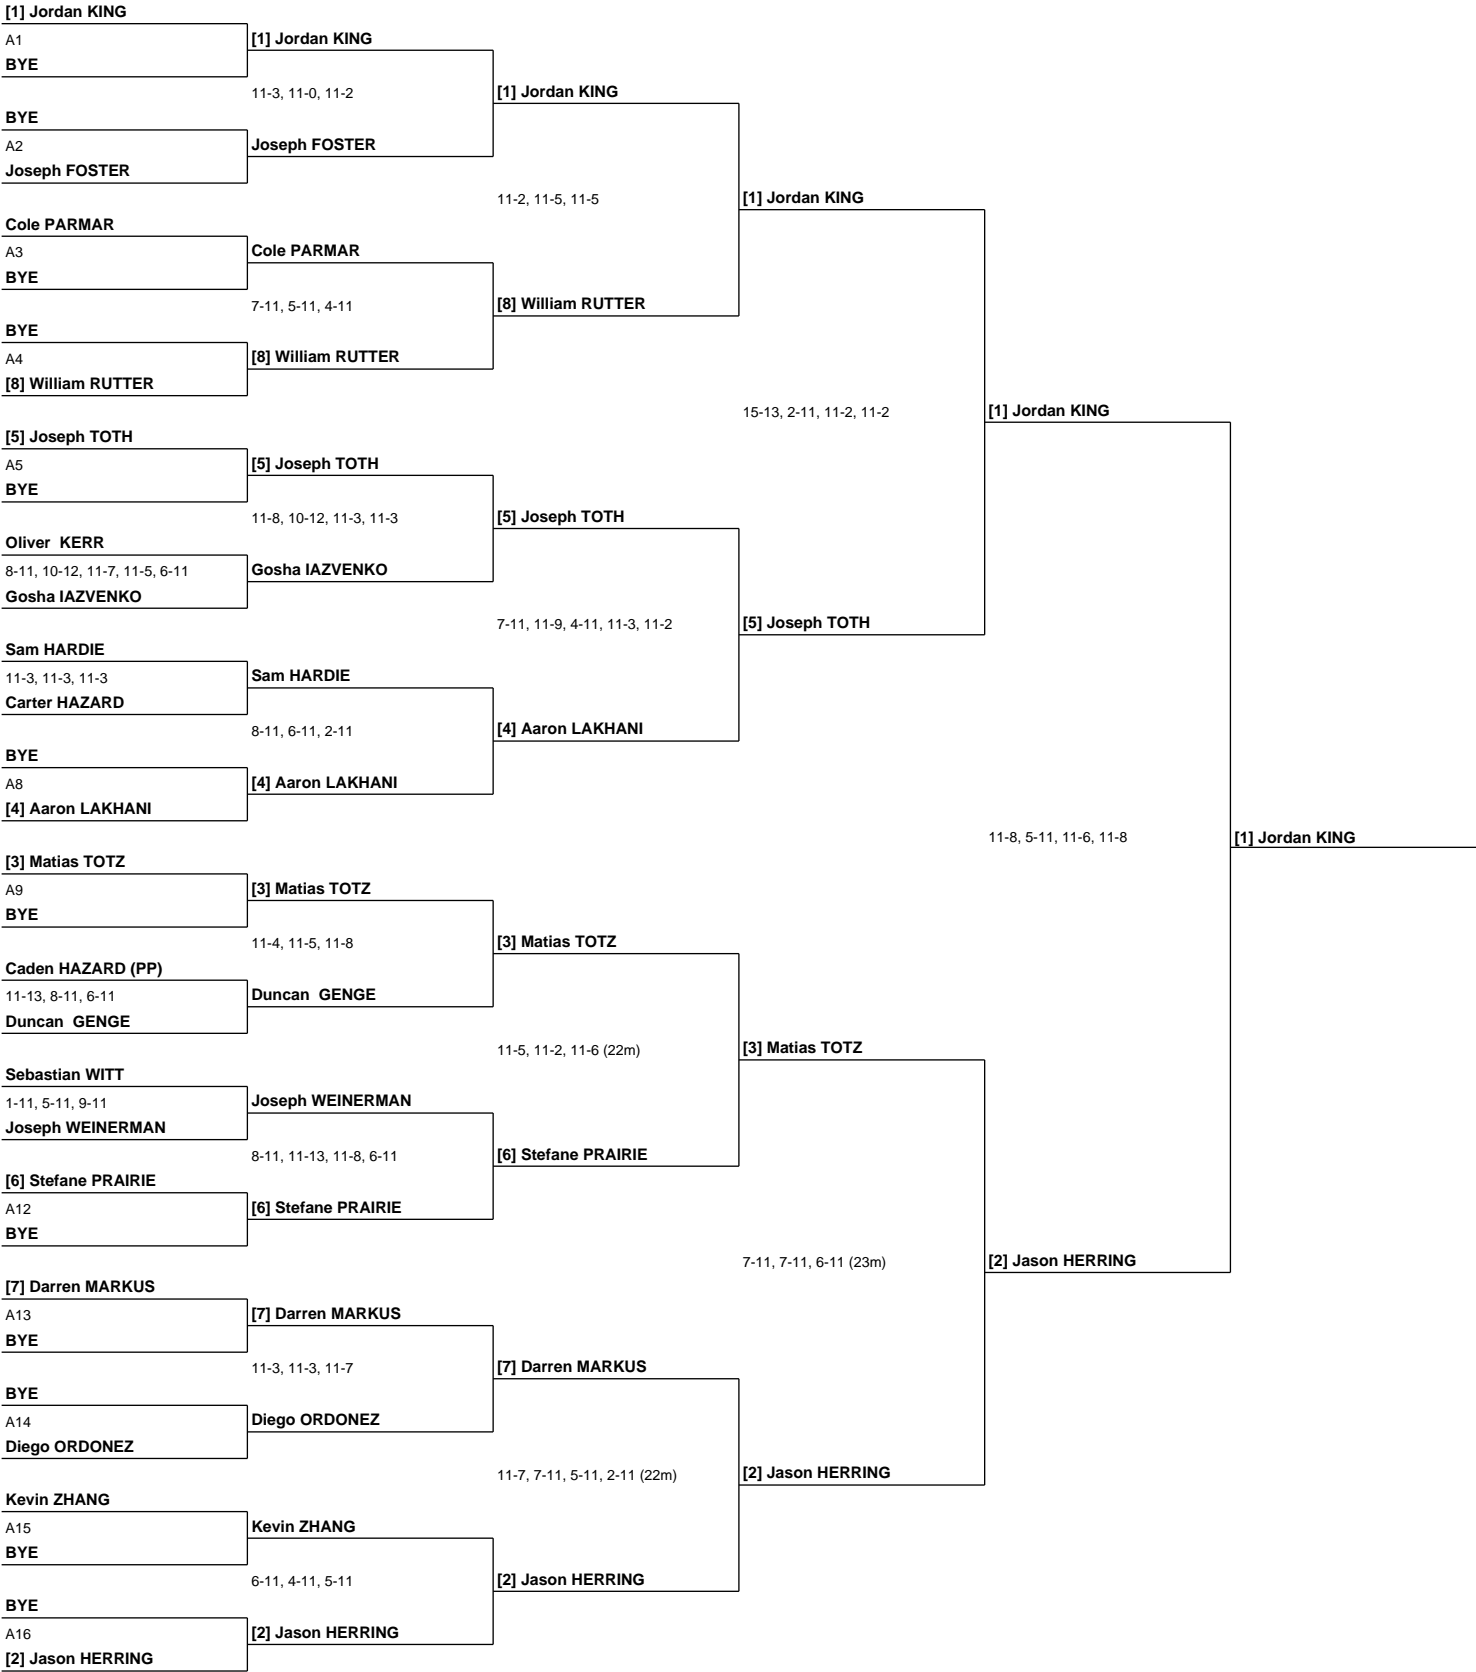 [1] Jordan KING
A1
BYE
BYE
A2
Joseph FOSTER
Cole PARMAR
A3
BYE
BYE
A4
[8] William RUTTER
[5] Joseph TOTH
A5
BYE
Oliver  KERR
8-11, 10-12, 11-7, 11-5, 6-11
Gosha IAZVENKO
Sam HARDIE
11-3, 11-3, 11-3
Carter HAZARD
BYE
A8
[4] Aaron LAKHANI
[3] Matias TOTZ
A9
BYE
Caden HAZARD (PP)
11-13, 8-11, 6-11
Duncan  GENGE
Sebastian WITT
1-11, 5-11, 9-11
Joseph WEINERMAN
[6] Stefane PRAIRIE
A12
BYE
[7] Darren MARKUS
A13
BYE
BYE
A14
Diego ORDONEZ
Kevin ZHANG
A15
BYE
BYE
A16
[2] Jason HERRING
[1] Jordan KING
11-3, 11-0, 11-2
Joseph FOSTER
Cole PARMAR
7-11, 5-11, 4-11
[8] William RUTTER
[5] Joseph TOTH
11-8, 10-12, 11-3, 11-3
Gosha IAZVENKO
Sam HARDIE
8-11, 6-11, 2-11
[4] Aaron LAKHANI
[3] Matias TOTZ
11-4, 11-5, 11-8
Duncan  GENGE
Joseph WEINERMAN
8-11, 11-13, 11-8, 6-11
[6] Stefane PRAIRIE
[7] Darren MARKUS
11-3, 11-3, 11-7
Diego ORDONEZ
Kevin ZHANG
6-11, 4-11, 5-11
[2] Jason HERRING
[1] Jordan KING
11-2, 11-5, 11-5
[8] William RUTTER
[5] Joseph TOTH
7-11, 11-9, 4-11, 11-3, 11-2
[4] Aaron LAKHANI
[3] Matias TOTZ
11-5, 11-2, 11-6 (22m)
[6] Stefane PRAIRIE
[7] Darren MARKUS
11-7, 7-11, 5-11, 2-11 (22m)
[2] Jason HERRING
[1] Jordan KING
15-13, 2-11, 11-2, 11-2
[5] Joseph TOTH
[3] Matias TOTZ
7-11, 7-11, 6-11 (23m)
[2] Jason HERRING
[1] Jordan KING
11-8, 5-11, 11-6, 11-8
[2] Jason HERRING
[1] Jordan KING